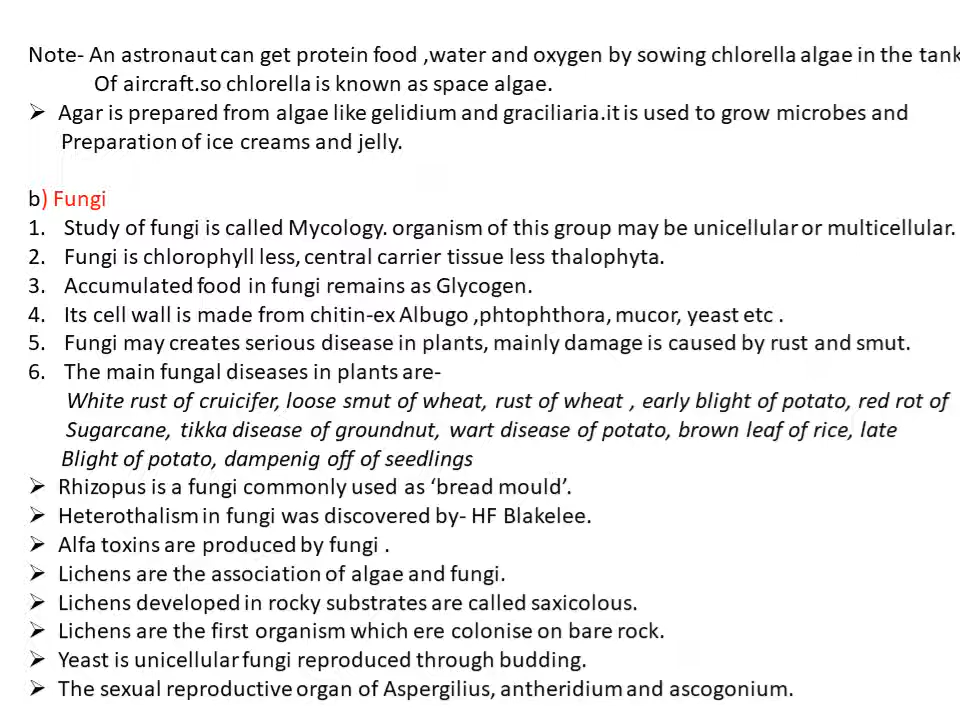 Note- An astronaut can get protein food ,water and oxygen by sowing chlorella algae in the tank
Of aircraft.so chlorella is known as space algae.
➢ Agar is prepared from algae like gelidium and graciliaria.it is used to grow microbes and
Preparation of ice creams and jelly.
b) Fungi
1. Study of fungi is called Mycology. organism of this group may be unicellular or multicellular.
2. Fungi is chlorophyll less, central carrier tissue less thalophyta.
3. Accumulated food in fungi remains as Glycogen.
4. Its cell wall is made from chitin-ex Albugo ,phtophthora, mucor, yeast etc .
5. Fungi may creates serious disease in plants, mainly damage is caused by rust and smut.
6. The main fungal diseases in plants are-
White rust of cruicifer, loose smut of wheat, rust of wheat , early blight of potato, red rot of
Sugarcane, tikka disease of groundnut, wart disease of potato, brown leaf of rice, late
Blight of potato, dampenig off of seedlings
➢ Rhizopus is a fungi commonly used as ‘bread mould’.
➢ Heterothalism in fungi was discovered by- HF Blakelee.
➢ Alfa toxins are produced by fungi .
➢ Lichens are the association of algae and fungi.
➢ Lichens developed in rocky substrates are called saxicolous.
➢ Lichens are the first organism which ere colonise on bare rock.
➢ Yeast is unicellular fungi reproduced through budding.
➢ The sexual reproductive organ of Aspergilius, antheridium and ascogonium.